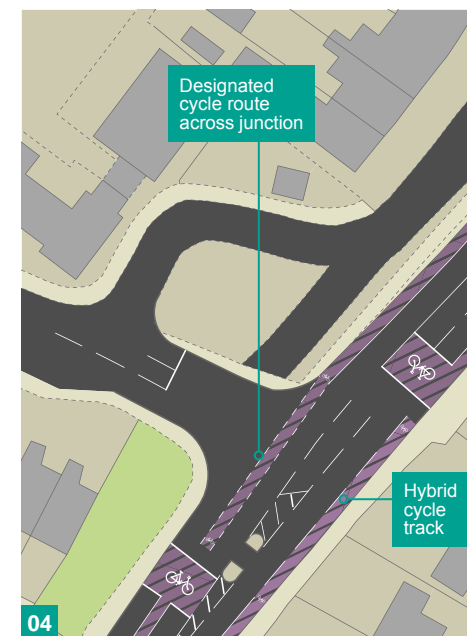 Designated
cycle route
across junction
Hybrid
cycle
track
04